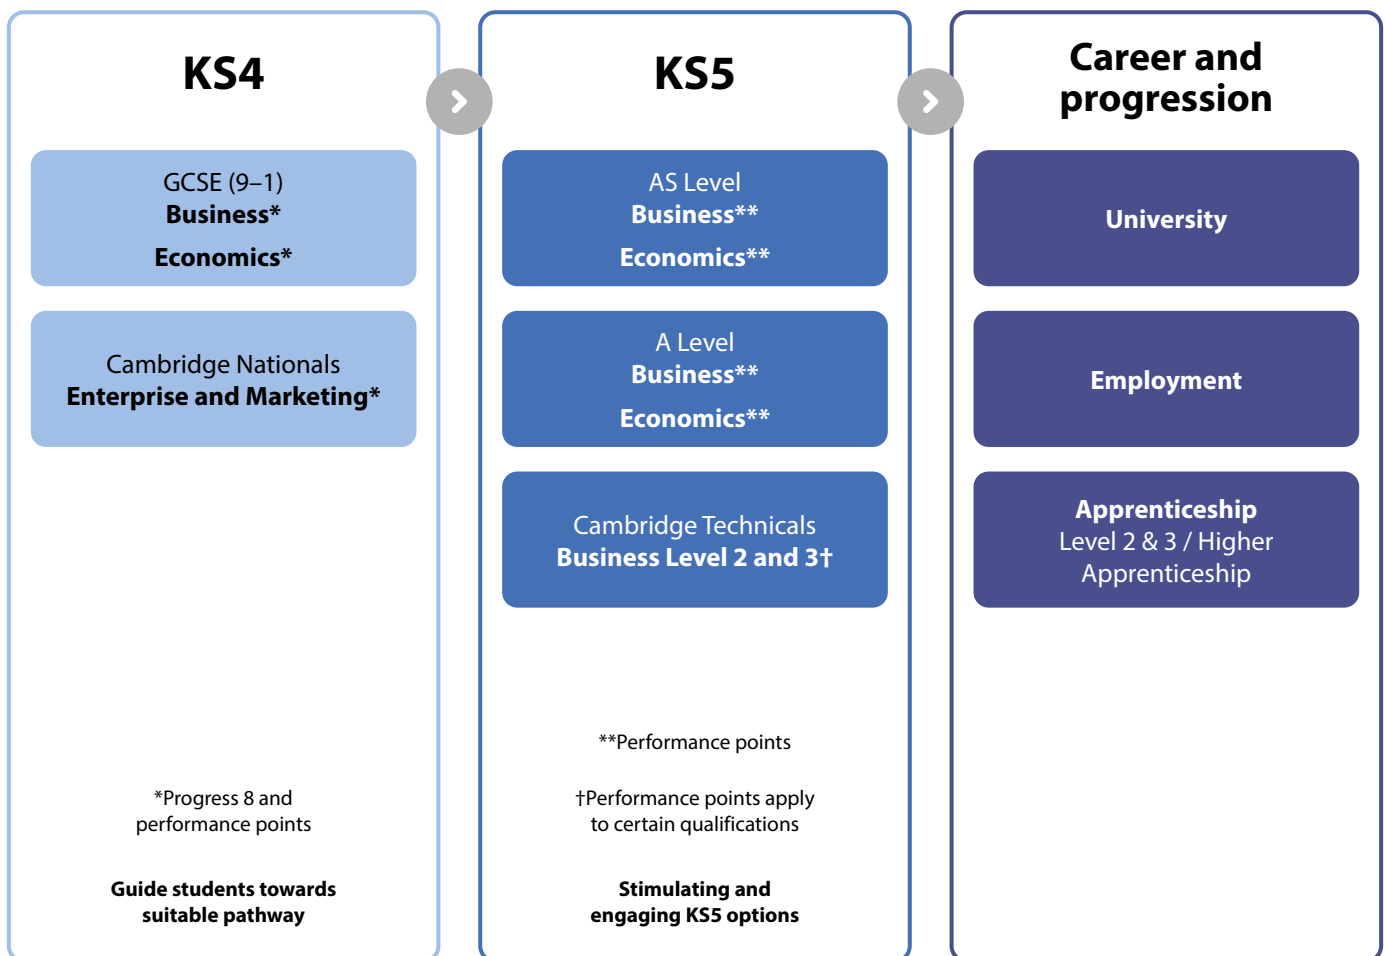 KS4
GCSE (9–1)
Business*
Economics*
Cambridge Nationals
Enterprise and Marketing*
*Progress 8 and
performance points
Guide students towards
suitable pathway
KS5
AS Level
Business**
Economics**
A Level
Business**
Economics**
Cambridge Technicals
Business Level 2 and 3†
**Performance points
†Performance points apply
to certain qualifications
Stimulating and
engaging KS5 options
Career and
progression
University
Employment
Apprenticeship
Level 2 & 3 / Higher
Apprenticeship